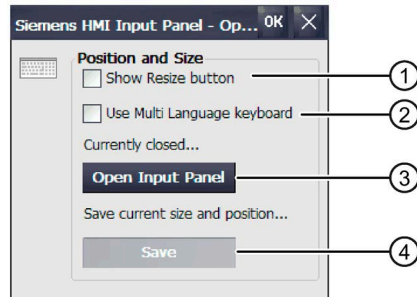 Siemens HMI Input Panel - Op... OK
Position and Size
Show Resize button
1
Use Multi Language keyboard
2
Currently closed...
Open Input Panel
3
Save current size and position...
Save
4